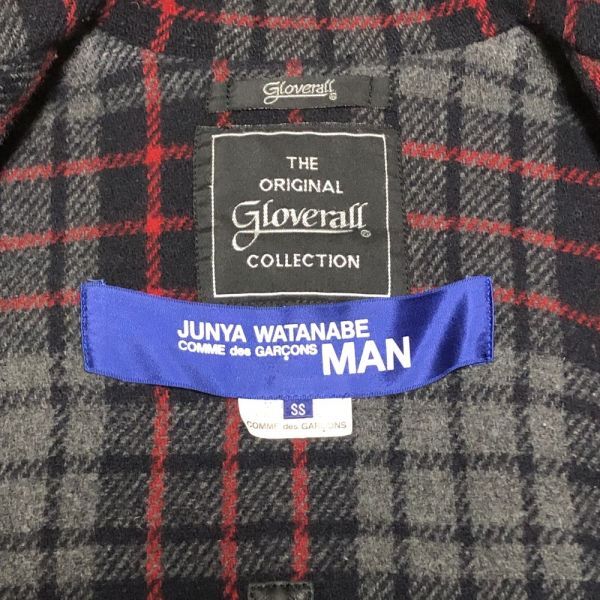 Gloverall
THE
ORIGINAL
Gloverall
COLLECTION
JUNYA WATANABE
COMME des GARÇONS MAN
SS
COMME des GARÇONS